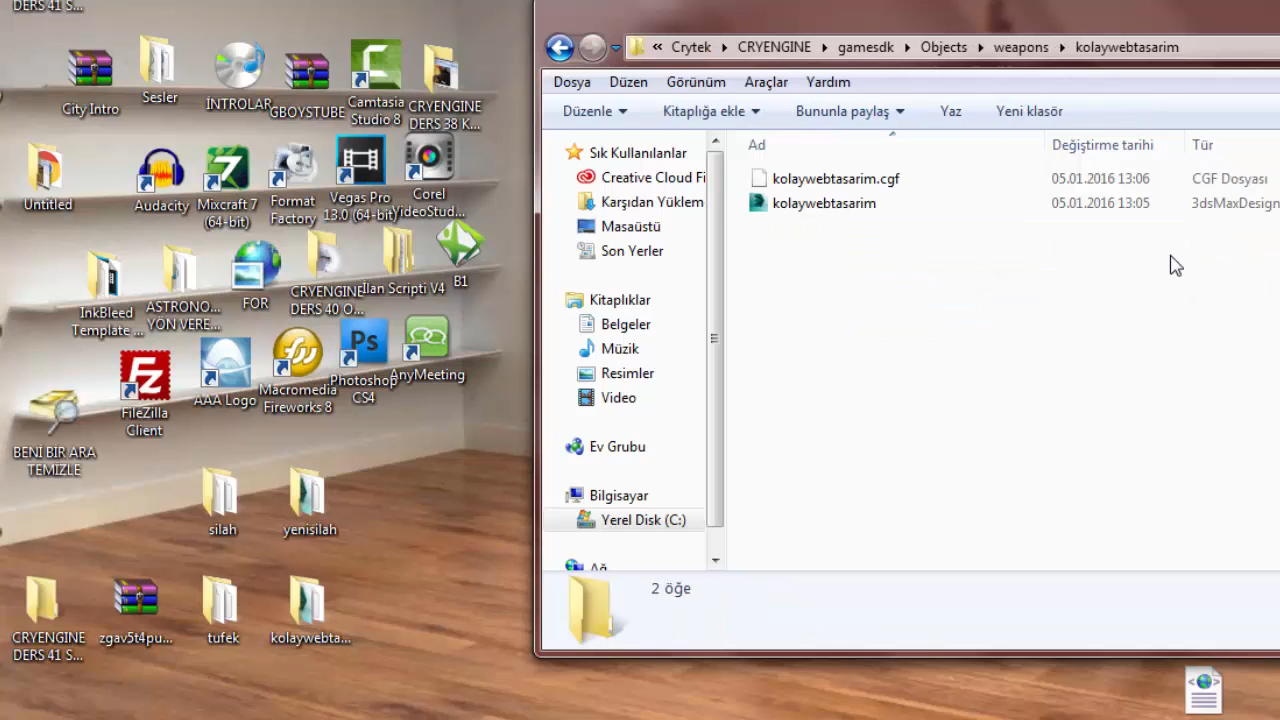 DERS 41 S...
City Intro
Sesler
İNTROLAR
GBOYSTUBE
Camtasia
Studio 8
CRYENGINE
DERS 38 K...
Untitled
Audacity
Mixcraft 7
(64-bit)
Format
Factory
Vegas Pro
13.0 (64-bit)
Corel
VideoStud...
InkBleed
Template ...
ASTRONO...
YÖN VERE...
FOR
CRYENGINE
DERS 40 O...
İlan Scripti V4
B1
BENİ BİR ARA
TEMİZLE
FileZilla
Client
AAA Logo
Macromedia
Fireworks 8
Ps
Photoshop
CS4
AnyMeeting
silah
yenisilah
CRYENGINE
DERS 41 S...
zgav5t4pu...
tufek
kolaywebta...
« Crytek CRYENGINE gamesdk Objects weapons kolaywebtasarim
Dosya Düzen Görünüm Araçlar Yardım
Düzenle Kitaplığa ekle Bununla paylaş Yaz Yeni klasör
Sık Kullanılanlar
Creative Cloud Fi
Karşıdan Yüklem
Masaüstü
Son Yerler
Kitaplıklar
Belgeler
Müzik
Resimler
Video
Ev Grubu
Bilgisayar
Yerel Disk (C:)
Ağ
Ad Değiştirme tarihi Tür
kolaywebtasarim.cgf 05.01.2016 13:06 CGF Dosyası
kolaywebtasarim 05.01.2016 13:05 3dsMaxDesign
2 öğe